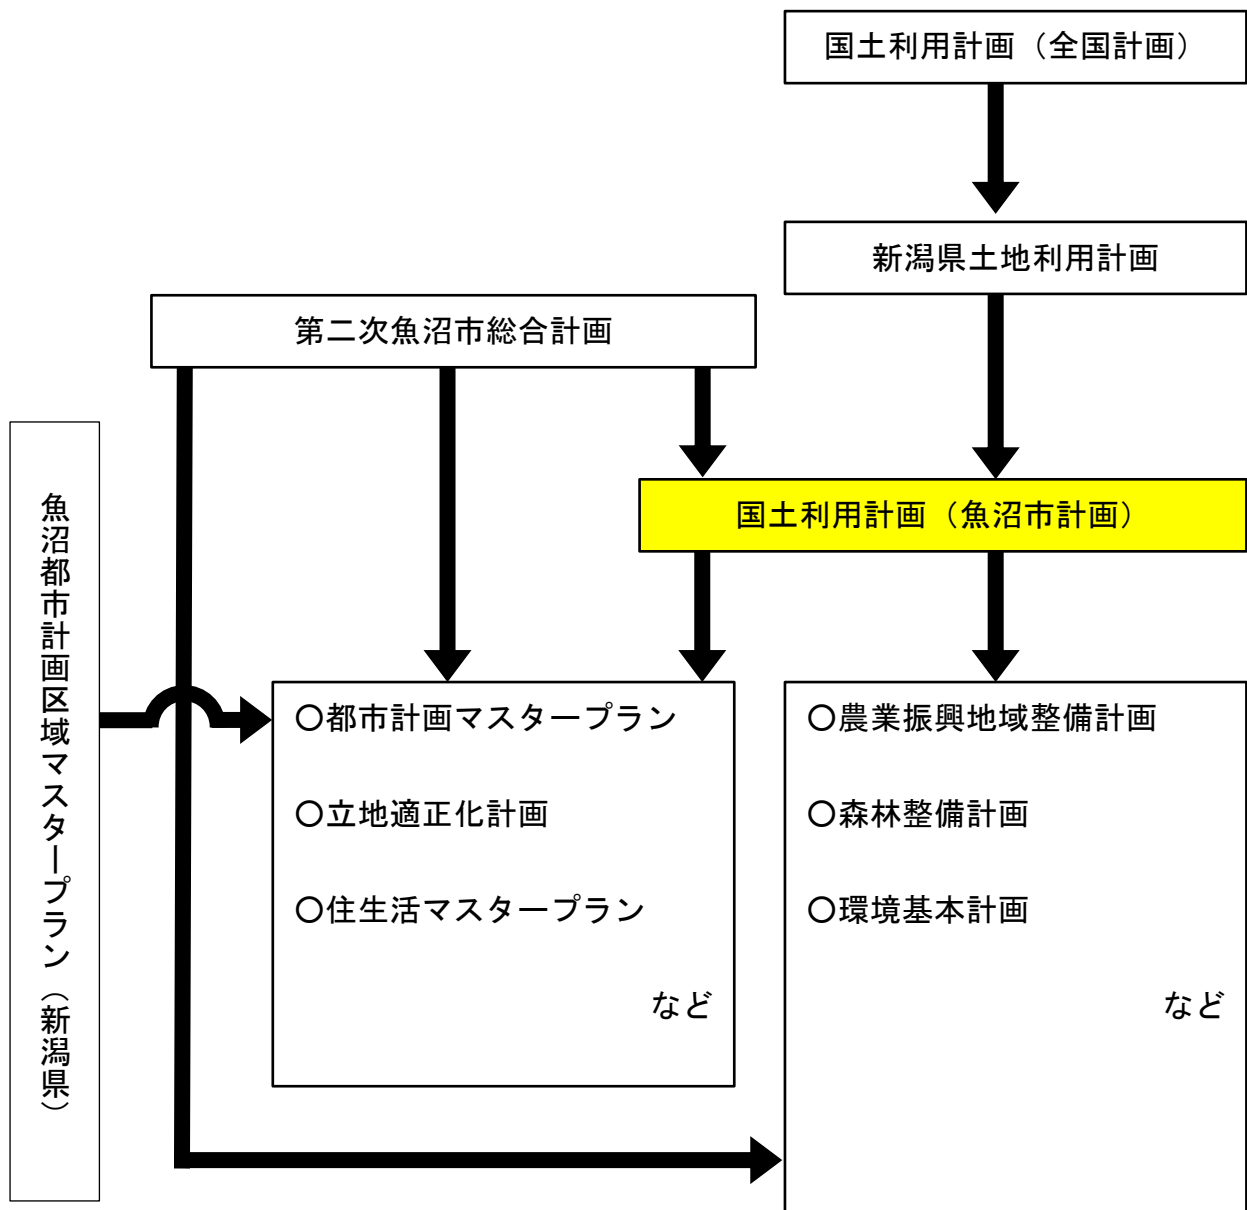 国土利用計画（全国計画）
新潟県土地利用計画
第二次魚沼市総合計画
国土利用計画（魚沼市計画）
魚沼都市計画区域マスタープラン（新潟県）
〇都市計画マスタープラン
〇立地適正化計画
〇住生活マスタープラン
など
〇農業振興地域整備計画
〇森林整備計画
〇環境基本計画
など